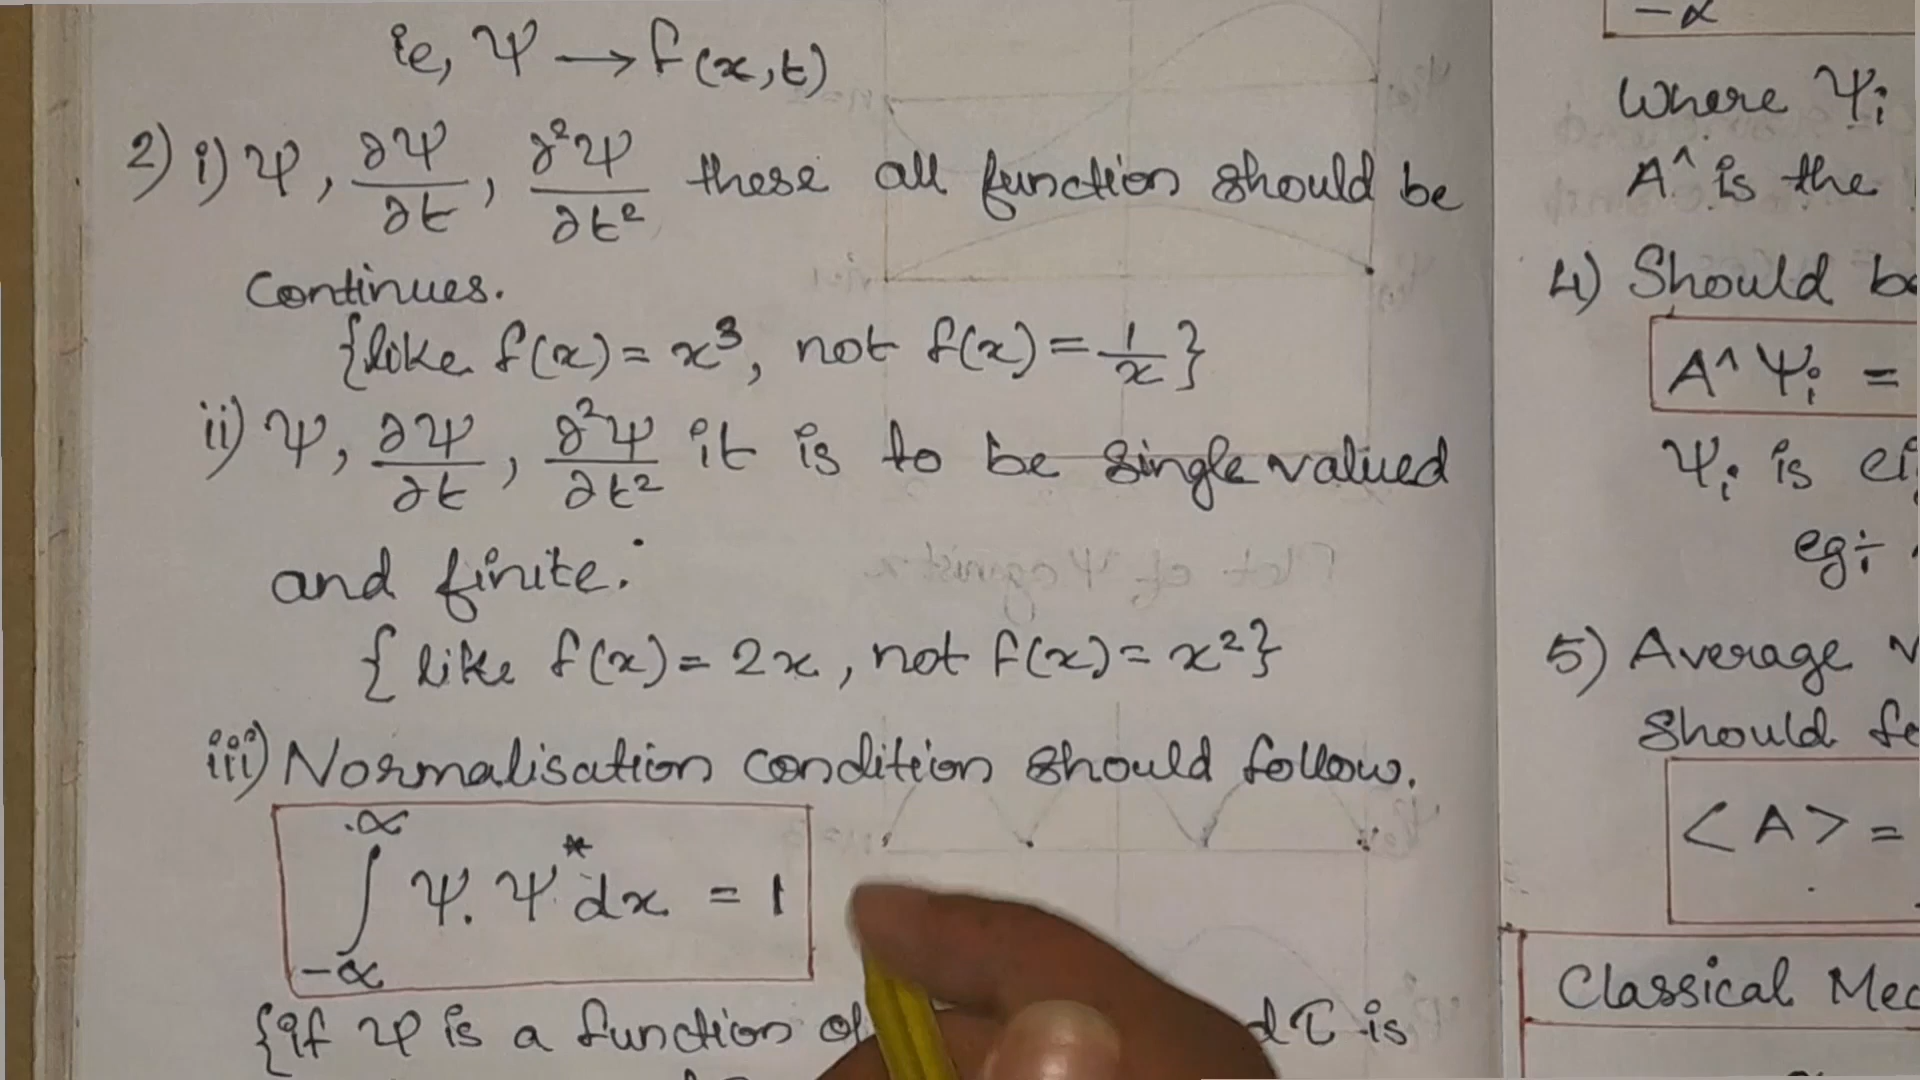 ie, Ψ → f(x,t)
2) i) Ψ, ∂Ψ/∂t, ∂²Ψ/∂t² these all function should be
continues.
{like f(x) = x³, not f(x) = 1/x}
ii) Ψ, ∂Ψ/∂t, ∂²Ψ/∂t² it is to be single valued
and finite.
{like f(x) = 2x, not f(x) = x²}
iii) Normalisation condition should follow.
∫_{-α}^{α} Ψ.Ψ* dx = 1
{if Ψ is a function of dτ is
-α
Where Ψi
A^ is the
4) Should
A^ Ψi =
Ψi is
eg:-
5) Average
should
<A> =
Classical